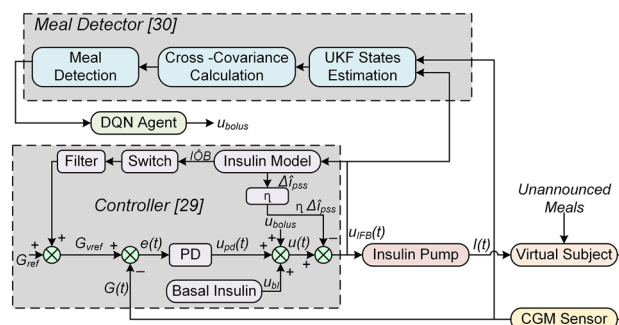 Meal Detector [30]
Meal Detection
Cross -Covariance Calculation
UKF States Estimation
DQN Agent
u_bolus
Filter
Switch
IÔB
Insulin Model
Δî_pss
η
η Δî_pss
Controller [29]
u_bolus
Unannounced Meals
u_IFB(t)
+
+
G_ref
G_vref
+
e(t)
PD
u_pd(t)
+
+
u(t)
+
−
Insulin Pump
I(t)
Virtual Subject
−
G(t)
Basal Insulin
u_bl
+
CGM Sensor